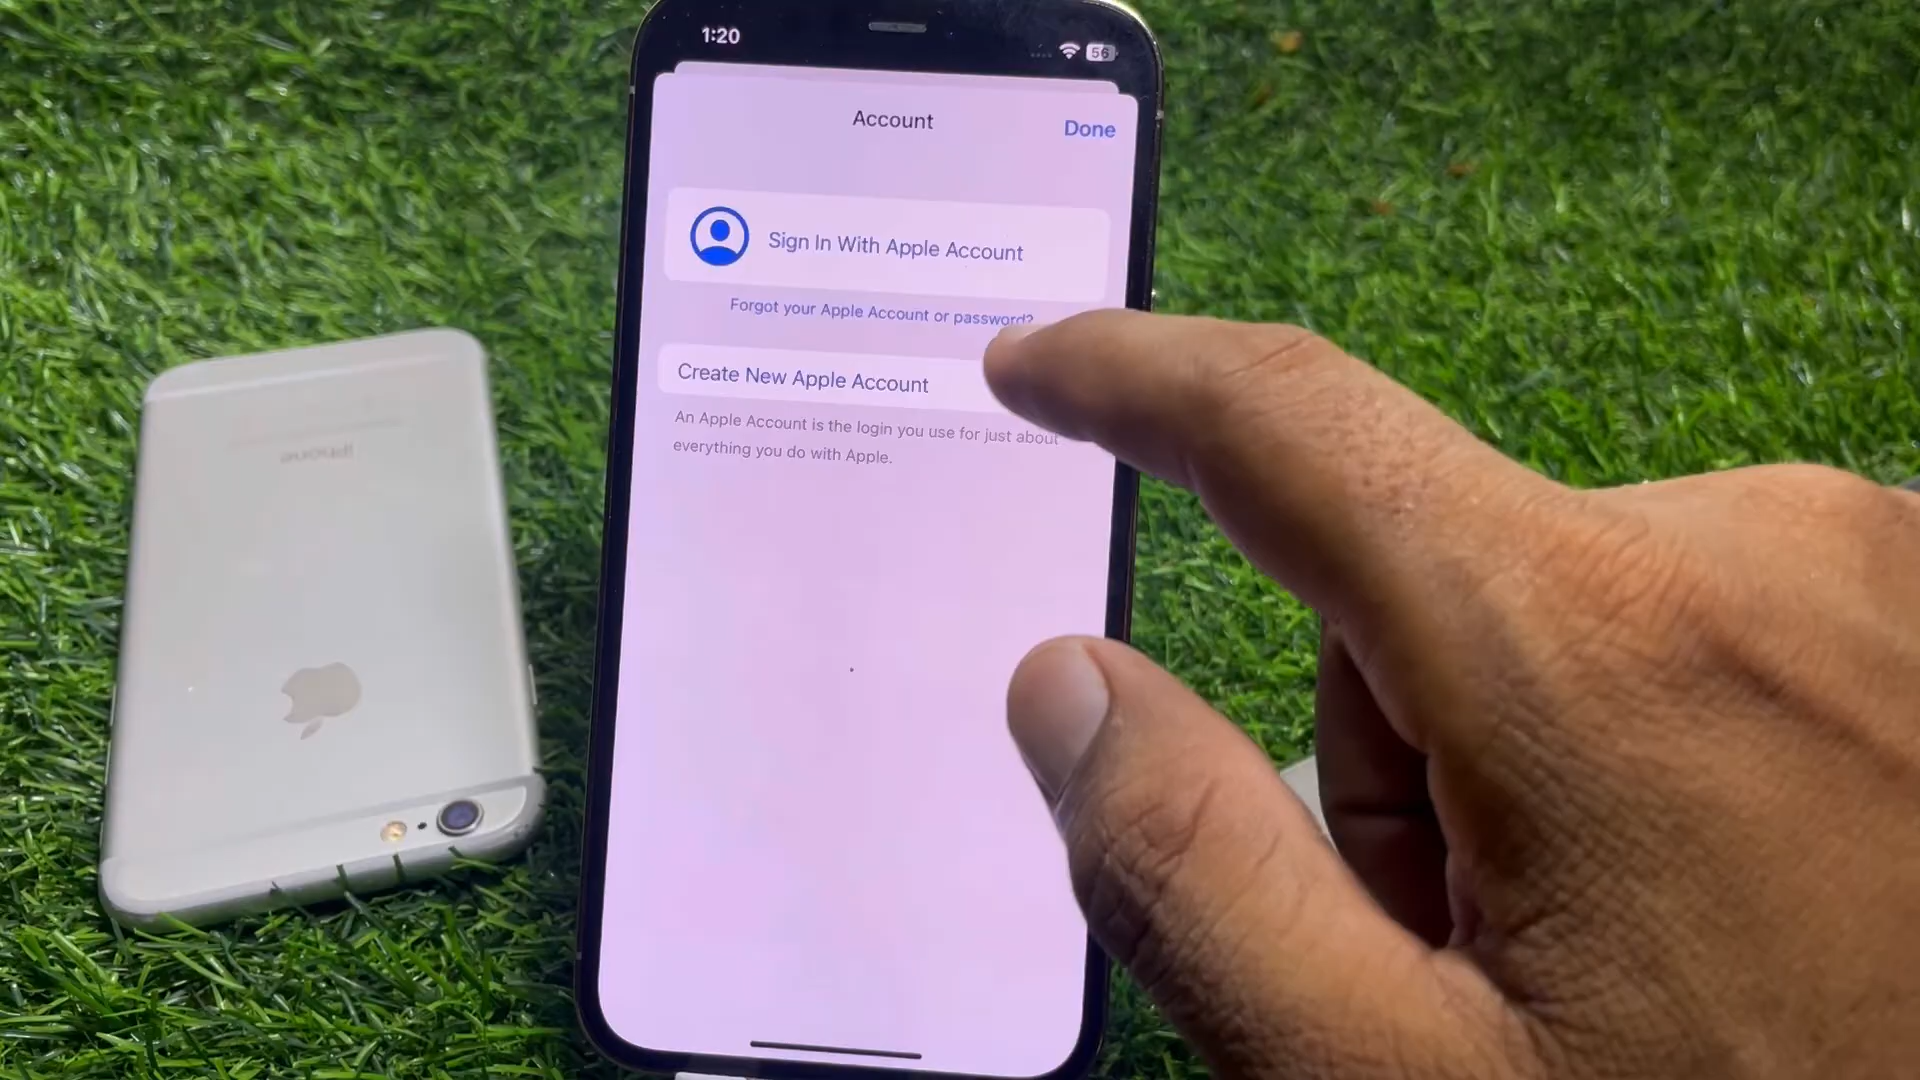 1:20
56
Account
Done
Sign In With Apple Account
Forgot your Apple Account or password?
Create New Apple Account
An Apple Account is the login you use for just about
everything you do with Apple.
iPhone